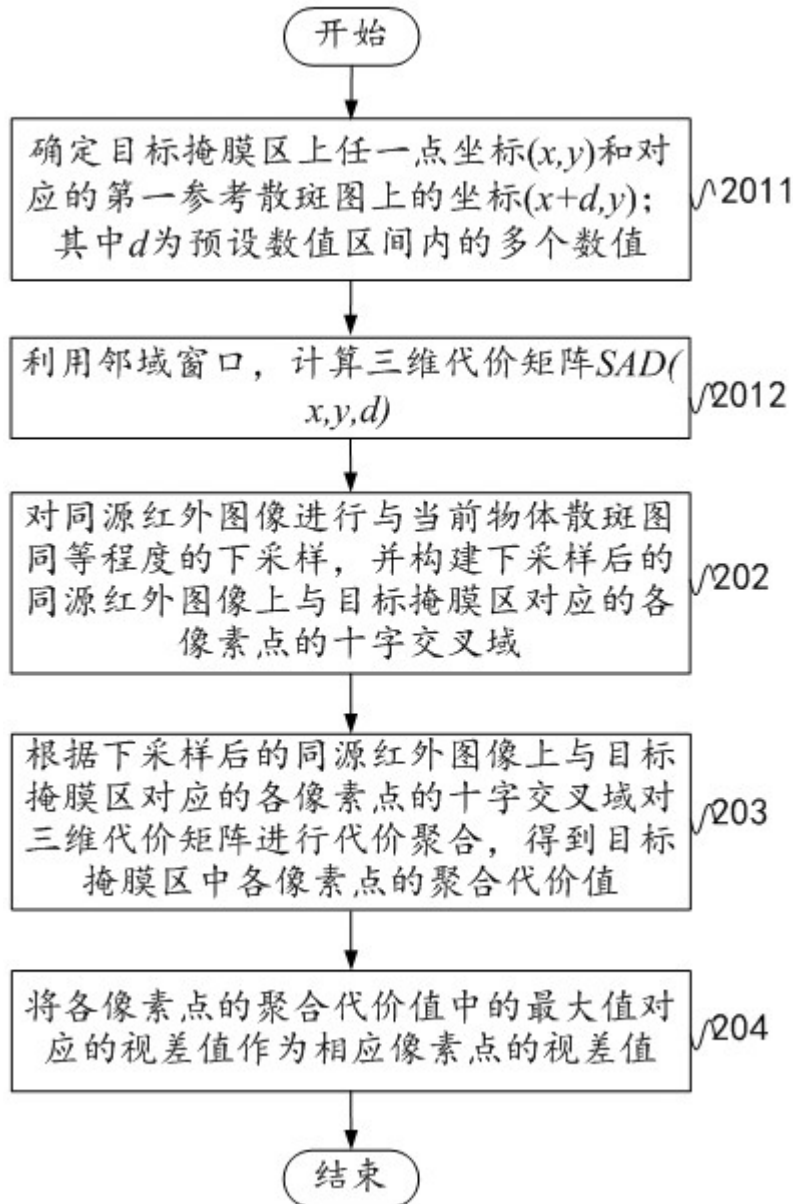 开始
确定目标掩膜区上任一点坐标(x,y)和对
应的第一参考散斑图上的坐标(x+d,y);
其中d为预设数值区间内的多个数值
2011
利用邻域窗口，计算三维代价矩阵SAD(
x,y,d)
2012
对同源红外图像进行与当前物体散斑图
同等程度的下采样，并构建下采样后的
同源红外图像上与目标掩膜区对应的各
像素点的十字交叉域
202
根据下采样后的同源红外图像上与目标
掩膜区对应的各像素点的十字交叉域对
三维代价矩阵进行代价聚合，得到目标
掩膜区中各像素点的聚合代价值
203
将各像素点的聚合代价值中的最大值对
应的视差值作为相应像素点的视差值
204
结束